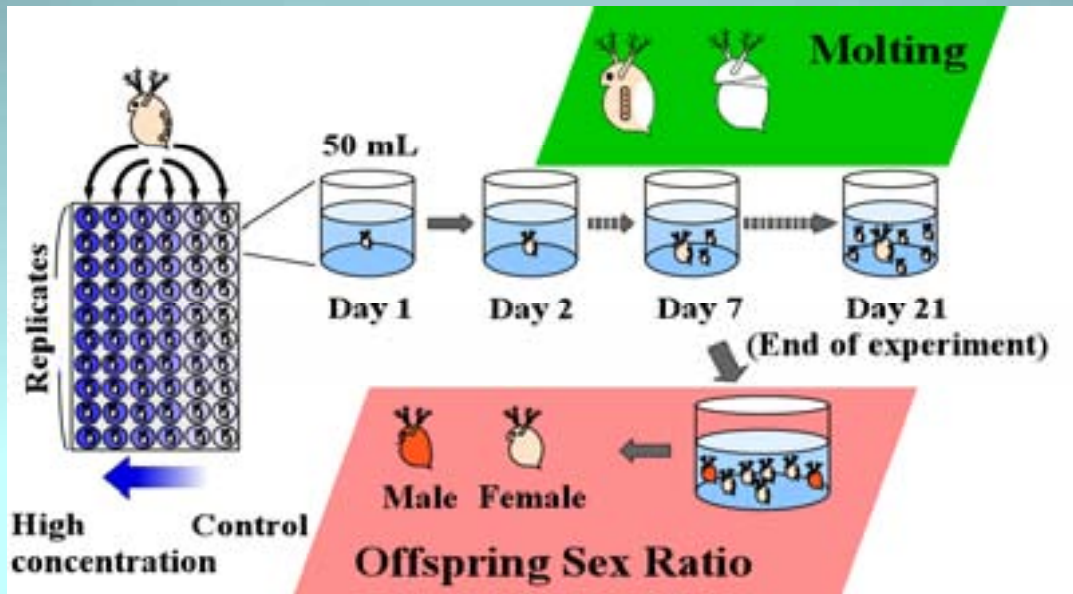 Molting
50 mL
Replicates
Day 1
Day 2
Day 7
Day 21
(End of experiment)
High
concentration
Control
Male
Female
Offspring Sex Ratio